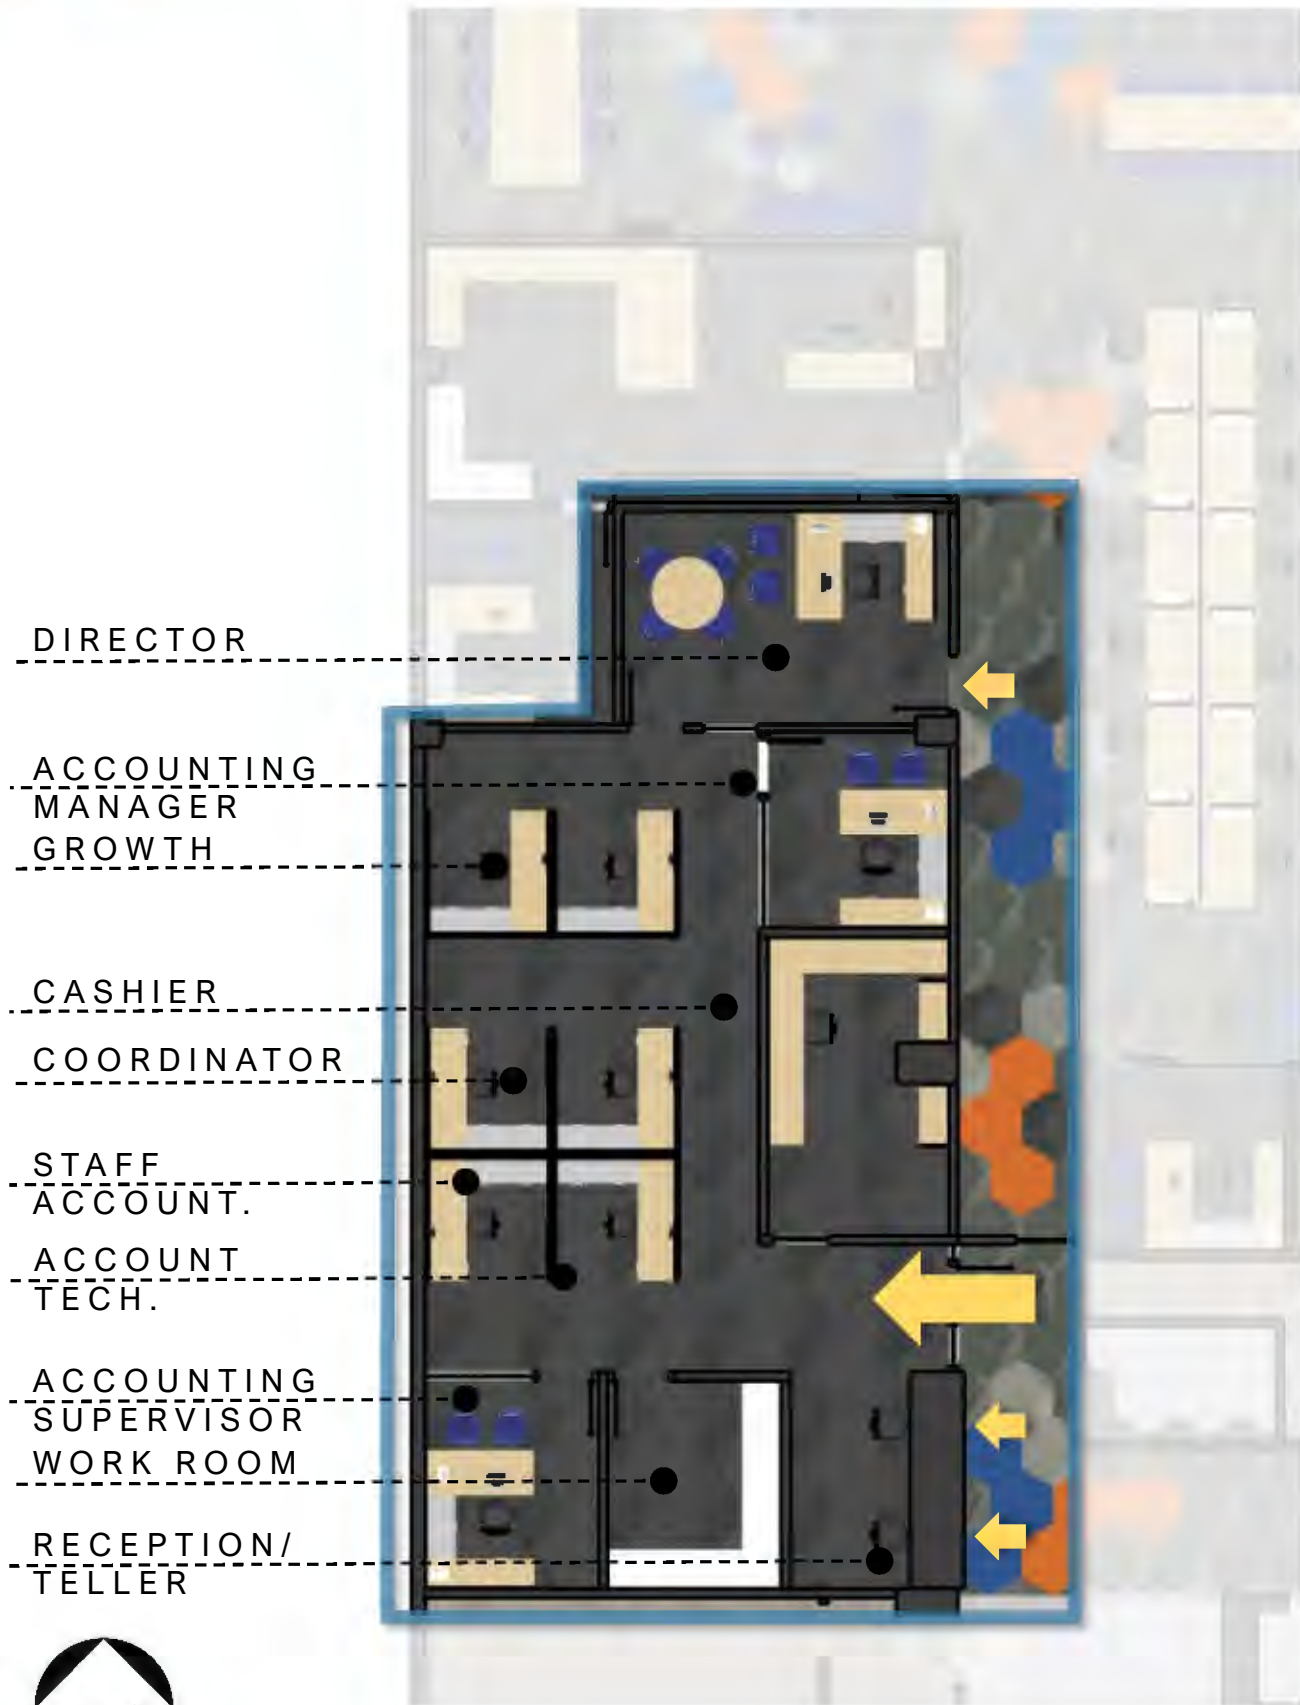 DIRECTOR
ACCOUNTING
MANAGER
GROWTH
CASHIER
COORDINATOR
STAFF
ACCOUNT.
ACCOUNT
TECH.
ACCOUNTING
SUPERVISOR
WORK ROOM
RECEPTION/
TELLER